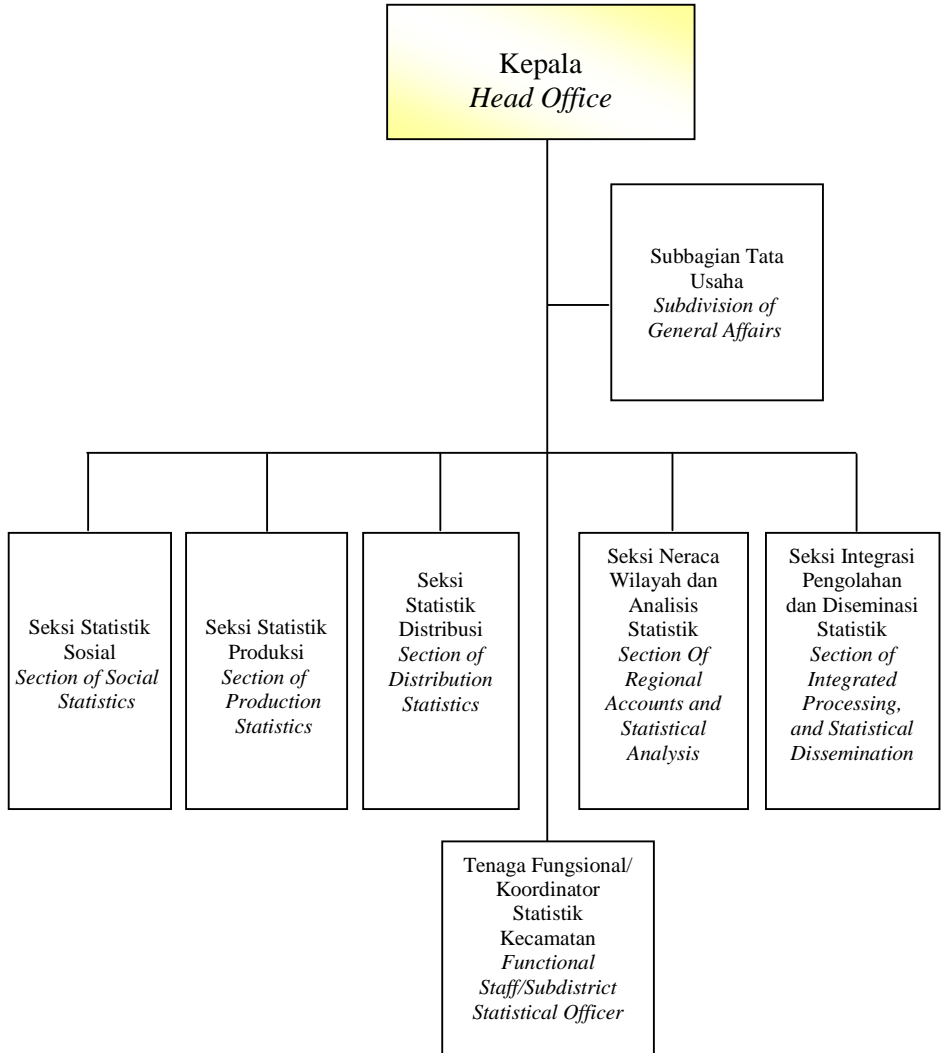 Kepala
Head Office
Subbagian Tata
Usaha
Subdivision of
General Affairs
Seksi Statistik
Sosial
Section of Social
Statistics
Seksi Statistik
Produksi
Section of
Production
Statistics
Seksi
Statistik
Distribusi
Section of
Distribution
Statistics
Seksi Neraca
Wilayah dan
Analisis
Statistik
Section Of
Regional
Accounts and
Statistical
Analysis
Seksi Integrasi
Pengolahan
dan Diseminasi
Statistik
Section of
Integrated
Processing,
and Statistical
Dissemination
Tenaga Fungsional/
Koordinator
Statistik
Kecamatan
Functional
Staff/Subdistrict
Statistical Officer